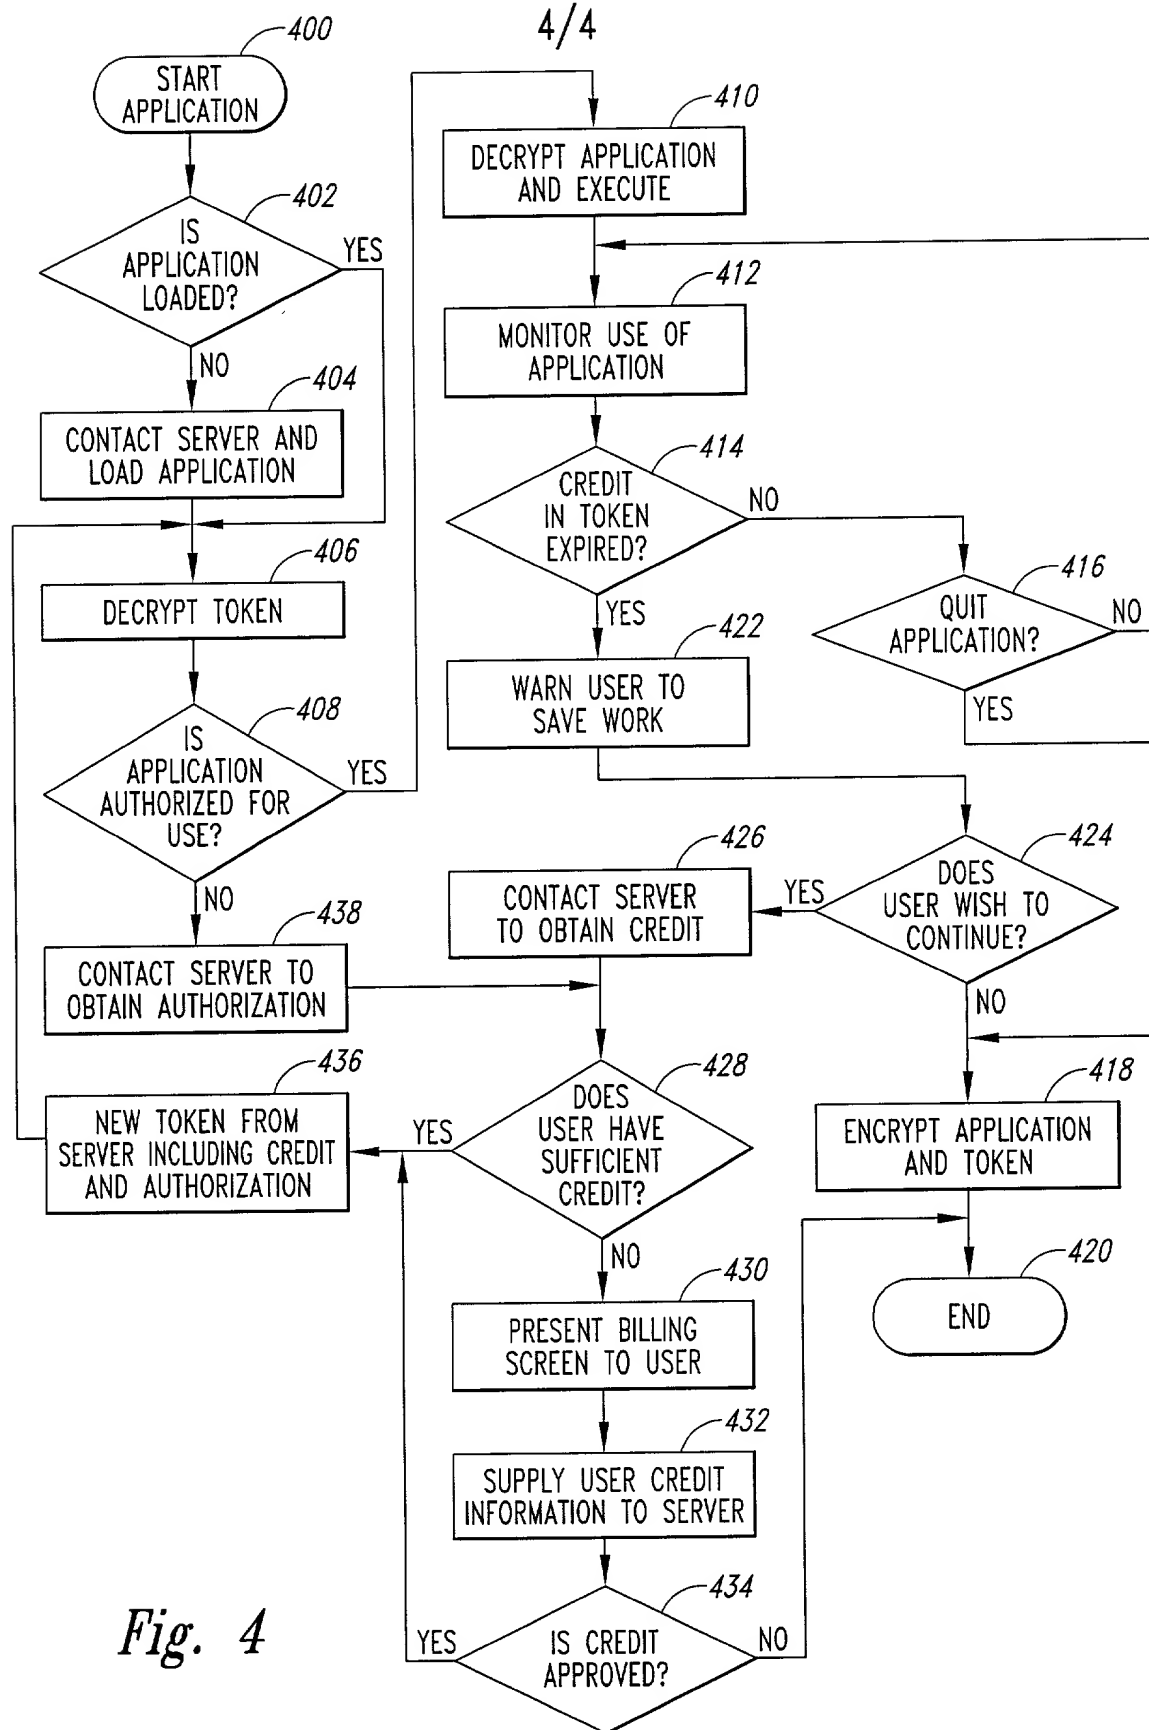 4/4
400
START
APPLICATION
402
IS
APPLICATION
LOADED?
YES
NO
404
CONTACT SERVER AND
LOAD APPLICATION
406
DECRYPT TOKEN
408
IS
APPLICATION
AUTHORIZED FOR
USE?
YES
NO
438
CONTACT SERVER TO
OBTAIN AUTHORIZATION
436
NEW TOKEN FROM
SERVER INCLUDING CREDIT
AND AUTHORIZATION
410
DECRYPT APPLICATION
AND EXECUTE
412
MONITOR USE OF
APPLICATION
414
CREDIT
IN TOKEN
EXPIRED?
NO
YES
416
QUIT
APPLICATION?
NO
YES
422
WARN USER TO
SAVE WORK
424
DOES
USER WISH TO
CONTINUE?
YES
NO
426
CONTACT SERVER
TO OBTAIN CREDIT
428
DOES
USER HAVE
SUFFICIENT
CREDIT?
YES
NO
418
ENCRYPT APPLICATION
AND TOKEN
420
END
430
PRESENT BILLING
SCREEN TO USER
432
SUPPLY USER CREDIT
INFORMATION TO SERVER
434
IS CREDIT
APPROVED?
YES
NO
Fig. 4